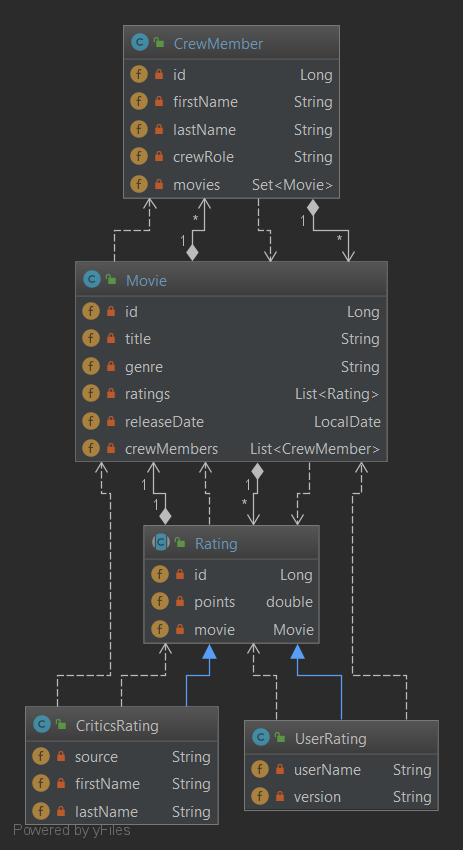 CrewMember
f id Long
f firstName String
f lastName String
f crewRole String
f movies Set<Movie>
* 1
1 *
C Movie
f id Long
f title String
f genre String
f ratings List<Rating>
f releaseDate LocalDate
f crewMembers List<CrewMember>
1 1
1 *
C Rating
f id Long
f points double
f movie Movie
C CriticsRating
f source String
f firstName String
f lastName String
C UserRating
f userName String
f version String
Powered by yFiles